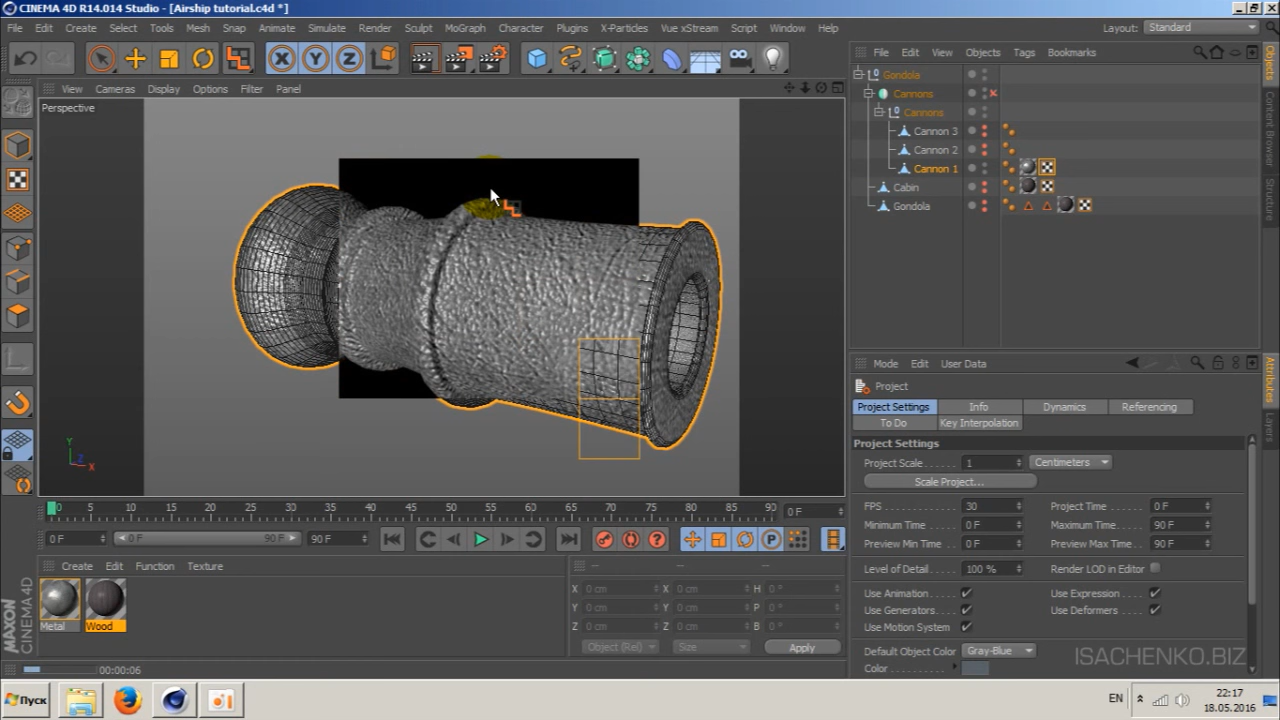 CINEMA 4D R14.014 Studio - [Airship tutorial.c4d *]
File Edit Create Select Tools Mesh Snap Animate Simulate Render Sculpt MoGraph Character Plugins X-Particles Vue xStream Script Window Help
Layout: Standard
X Y Z
File Edit View Objects Tags Bookmarks
View Cameras Display Options Filter Panel
Perspective
Gondola
Cannons
Cannons
Cannon 3
Cannon 2
Cannon 1
Cabin
Gondola
Objects
Content Browser
Structure
Y
Z
X
Mode Edit User Data
Project
Project Settings Info Dynamics Referencing
To Do Key Interpolation
Project Settings
Project Scale 1 Centimeters
Scale Project...
FPS 30 Project Time 0 F
Minimum Time 0 F Maximum Time 90 F
Preview Min Time 0 F Preview Max Time 90 F
Level of Detail 100 % Render LOD in Editor
Use Animation Use Expression
Use Generators Use Deformers
Use Motion System
Default Object Color Gray-Blue
Color
Attributes
Layers
0 5 10 15 20 25 30 35 40 45 50 55 60 65 70 75 80 85 90 0 F
0 F 0 F 90 F 90 F
P
Create Edit Function Texture
Metal Wood
-- -- --
X 0 cm X 0 cm H 0 °
Y 0 cm Y 0 cm P 0 °
Z 0 cm Z 0 cm B 0 °
Object (Rel) Size Apply
MAXON
CINEMA 4D
00:00:06
ISACHENKO.BIZ
Пуск
EN
22:17
18.05.2016